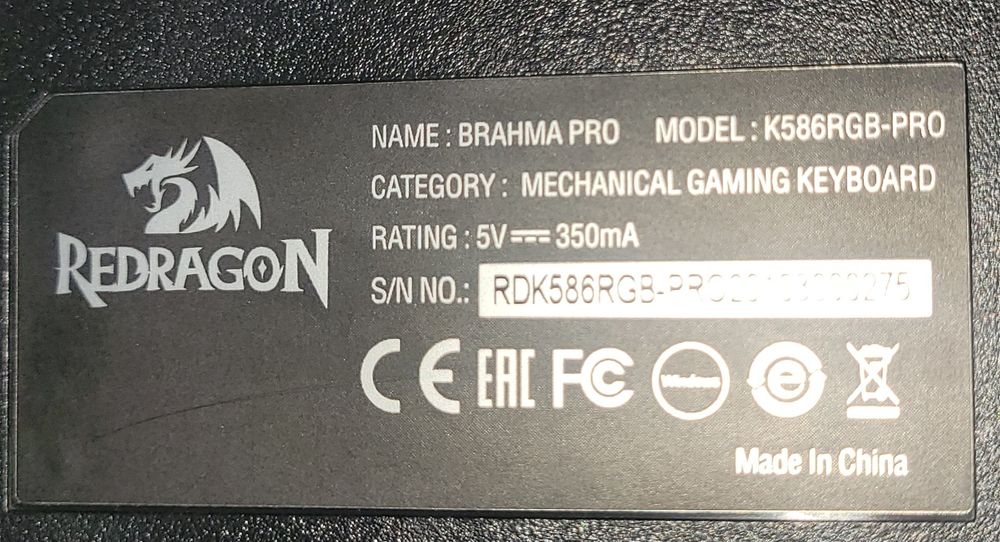 REDRAGON
NAME : BRAHMA PRO MODEL : K586RGB-PRO
CATEGORY : MECHANICAL GAMING KEYBOARD
RATING : 5V⎓350mA
S/N NO.:
CE EAC FC Windows e
Made In China